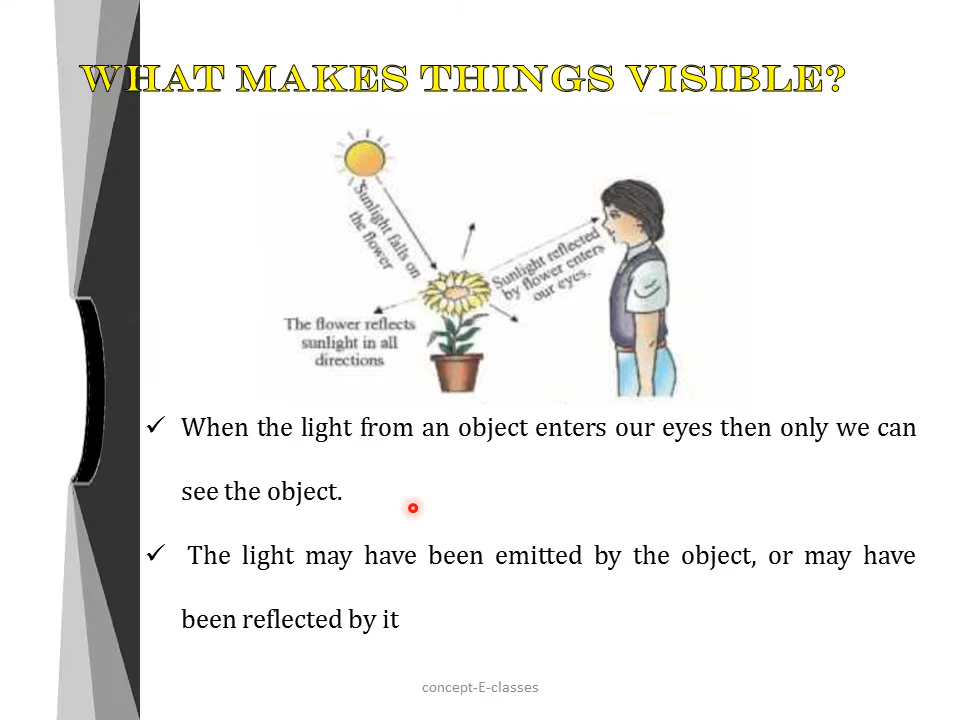 WHAT MAKES THINGS VISIBLE?
Sunlight falls on
the flower
Sunlight reflected
by flower enters
our eyes.
The flower reflects
sunlight in all
directions
✓ When the light from an object enters our eyes then only we can
see the object.
✓ The light may have been emitted by the object, or may have
been reflected by it
concept-E-classes